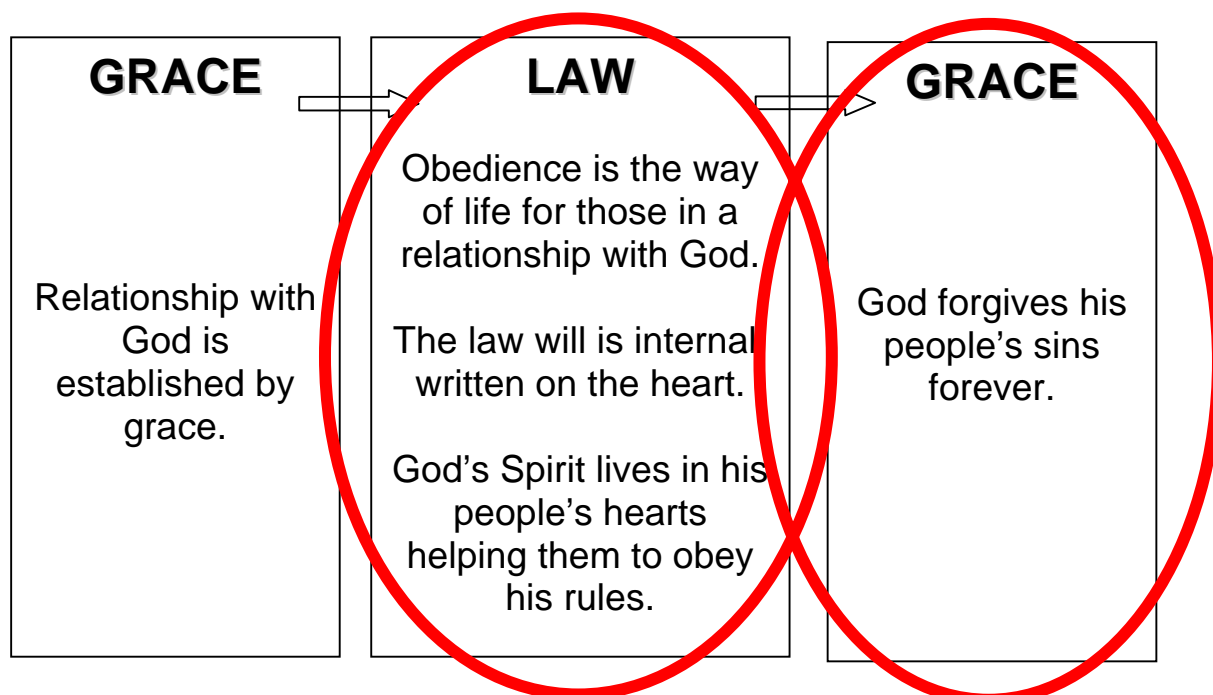 GRACE
Relationship with
God is
established by
grace.
LAW
Obedience is the way
of life for those in a
relationship with God.
The law will is internal
written on the heart.
God’s Spirit lives in his
people’s hearts
helping them to obey
his rules.
GRACE
God forgives his
people’s sins
forever.